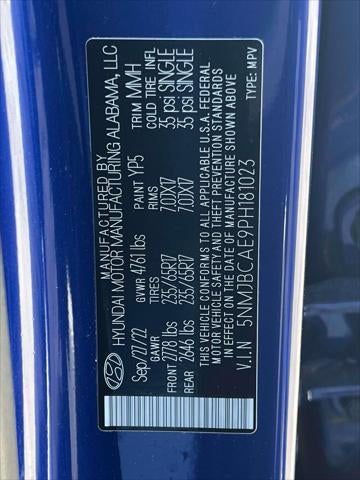 MANUFACTURED BY
HYUNDAI MOTOR MANUFACTURING ALABAMA, LLC
Sep/27/22 GVWR 4761 lbs PAINT YP5 TRIM MMH
GAWR TIRES RIMS COLD TIRE INFL
FRONT 2778 lbs 235/65R17 7.0JX17 35 psi SINGLE
REAR 2646 lbs 235/65R17 7.0JX17 35 psi SINGLE
THIS VEHICLE CONFORMS TO ALL APPLICABLE U.S.A. FEDERAL
MOTOR VEHICLE SAFETY, BUMPER, AND THEFT PREVENTION STANDARDS
IN EFFECT ON THE DATE OF MANUFACTURE SHOWN ABOVE.
V.I.N 5NMJBCAE9PH181023 TYPE: MPV